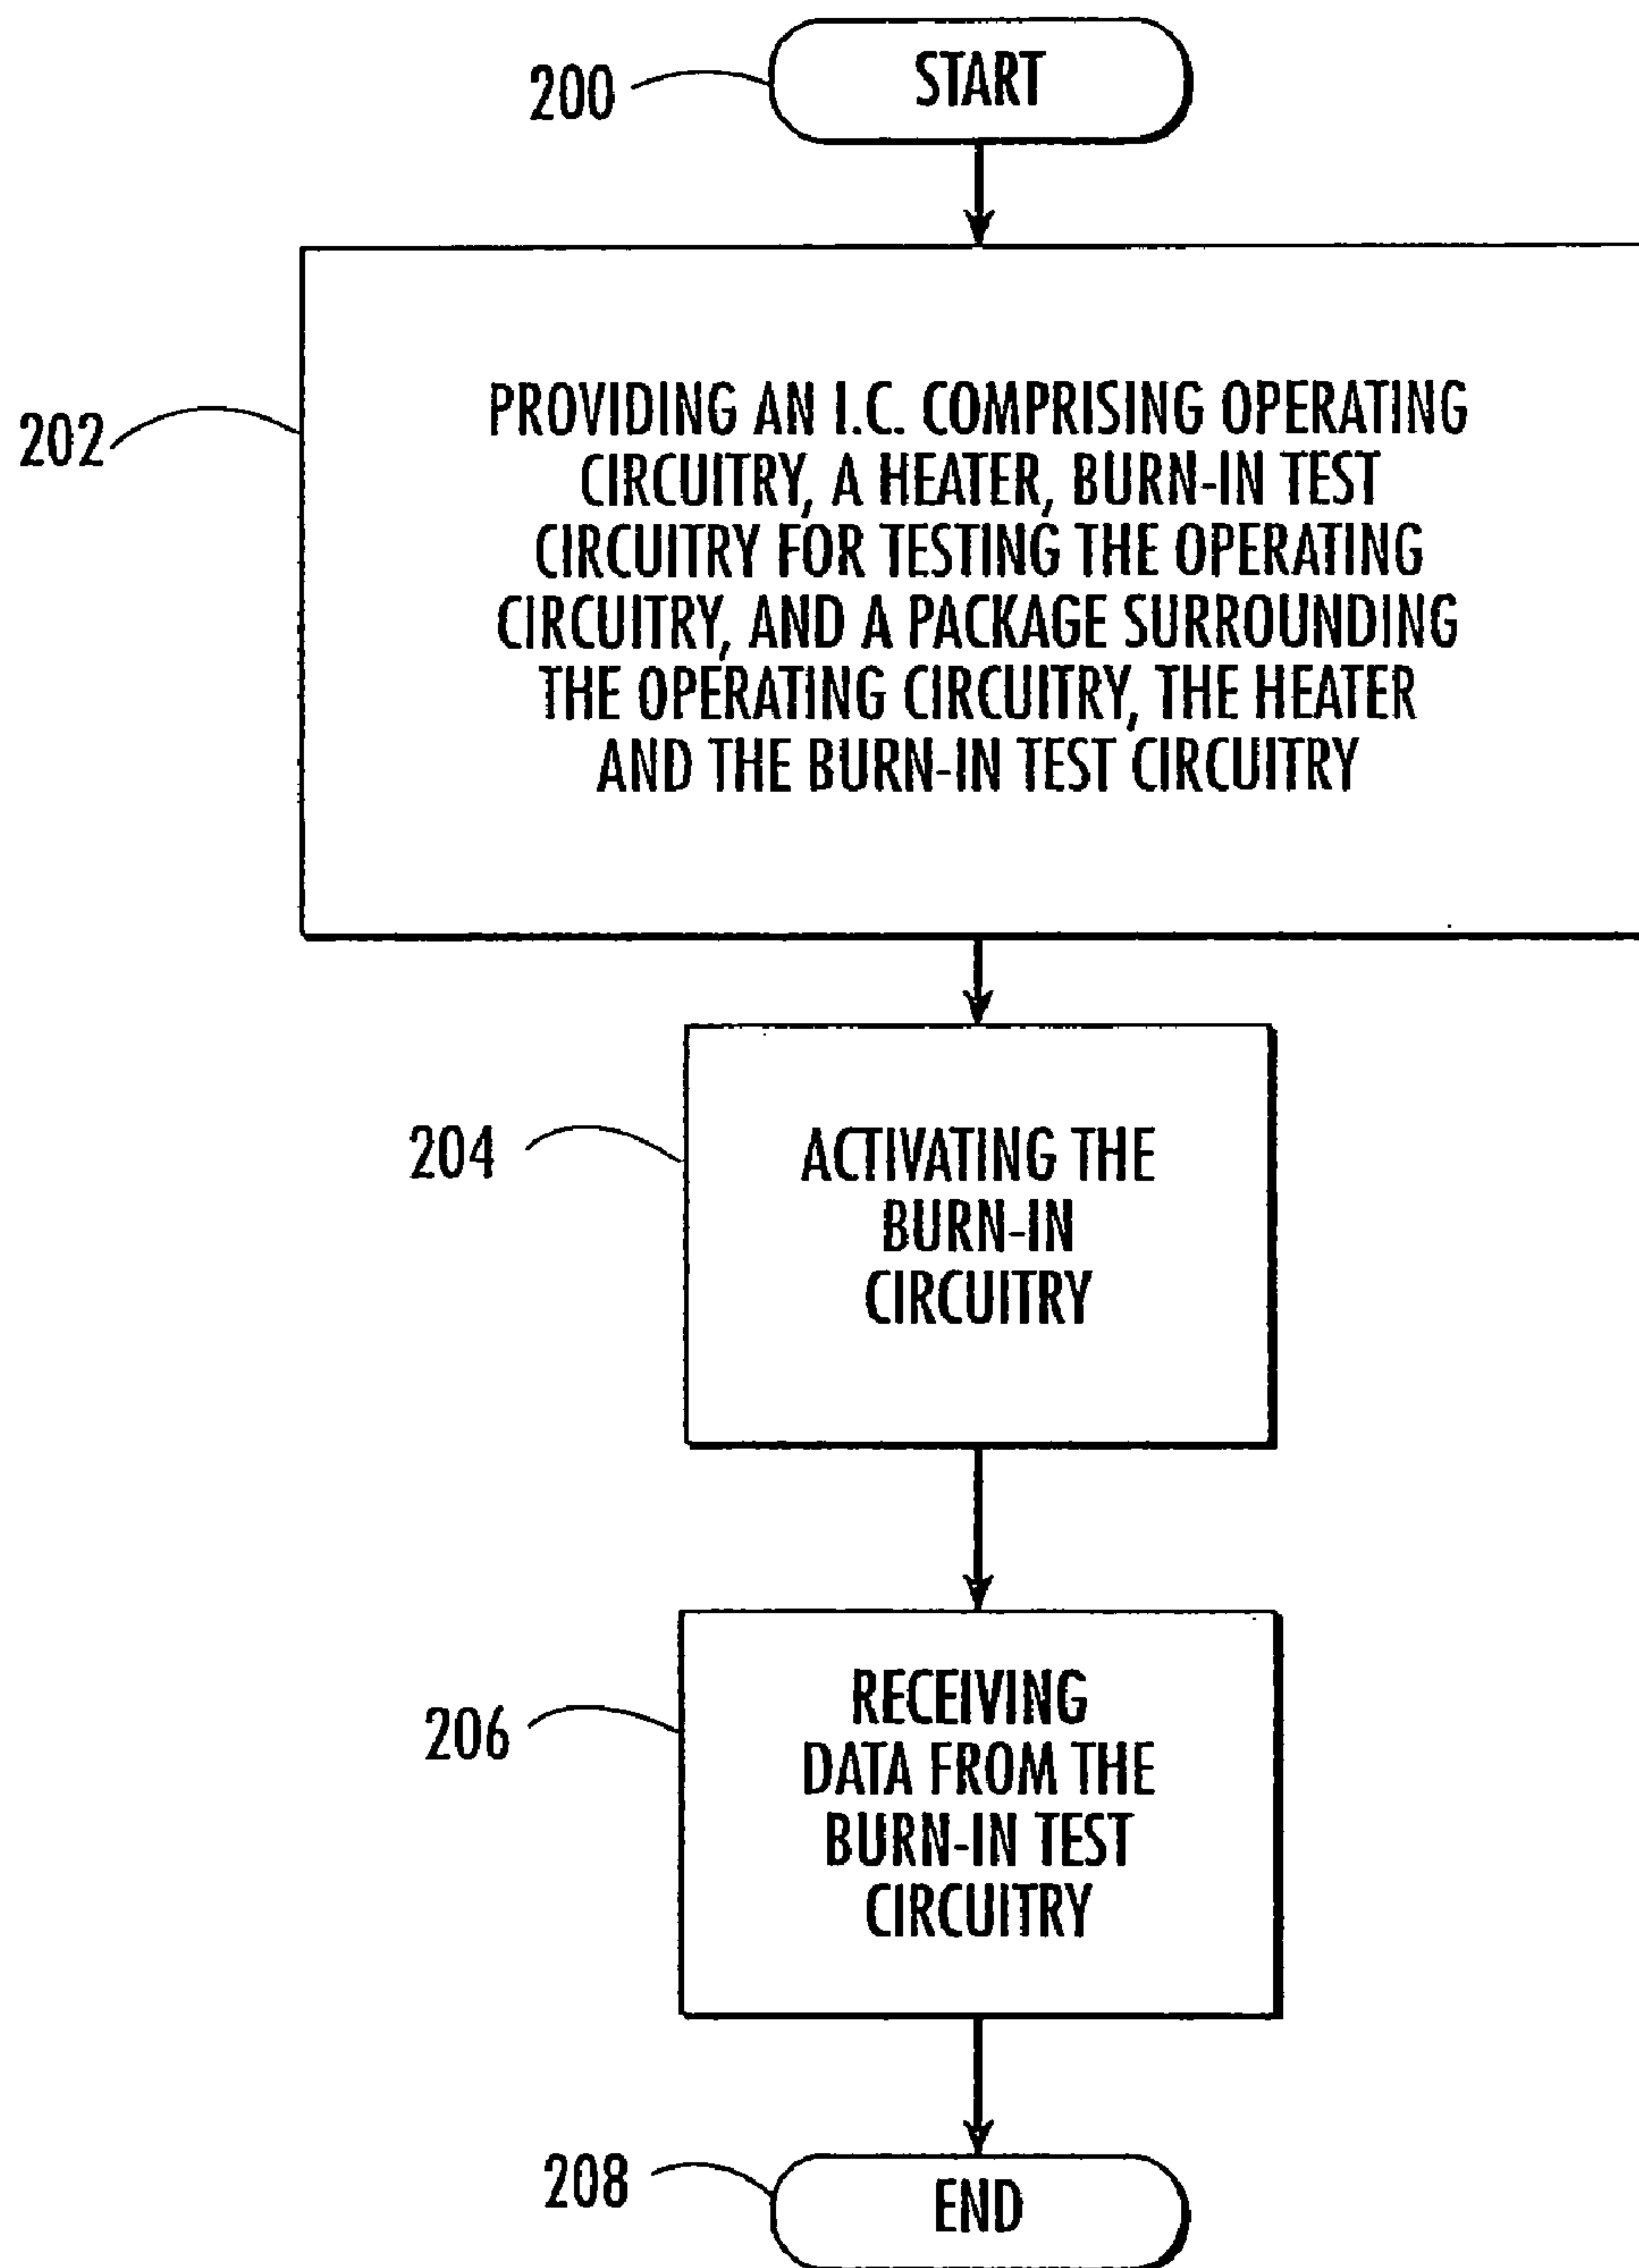 200
START
202
PROVIDING AN I.C. COMPRISING OPERATING
CIRCUITRY, A HEATER, BURN-IN TEST
CIRCUITRY FOR TESTING THE OPERATING
CIRCUITRY, AND A PACKAGE SURROUNDING
THE OPERATING CIRCUITRY, THE HEATER
AND THE BURN-IN TEST CIRCUITRY
204
ACTIVATING THE
BURN-IN
CIRCUITRY
206
RECEIVING
DATA FROM THE
BURN-IN TEST
CIRCUITRY
208
END